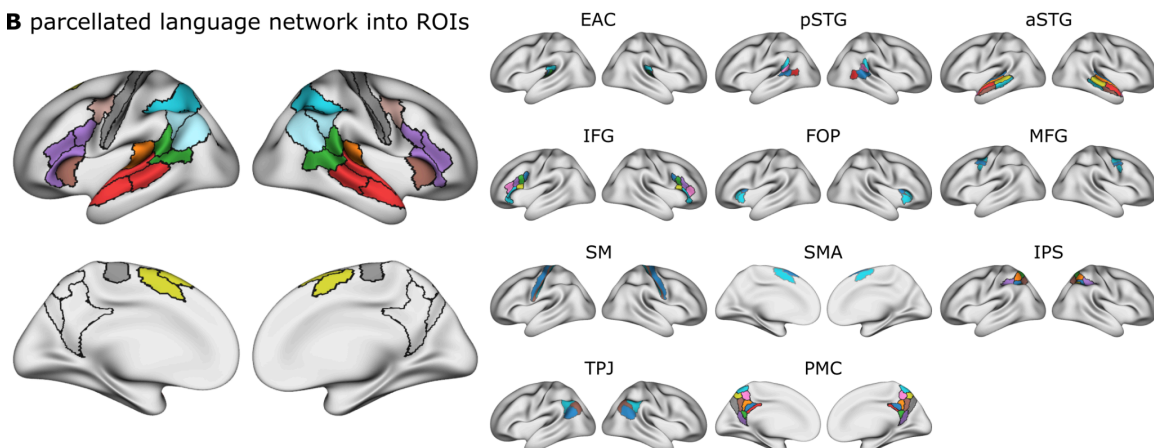 B parcellated language network into ROIs
EAC pSTG aSTG
IFG FOP MFG
SM SMA IPS
TPJ PMC